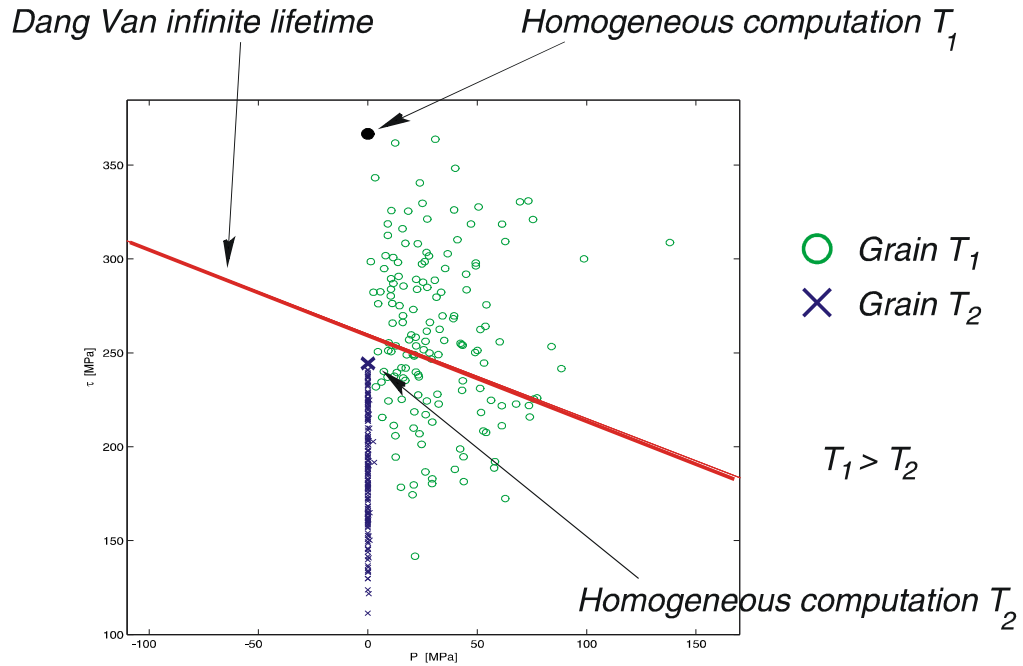 Dang Van infinite lifetime
Homogeneous computation T1
350
300
250
200
150
100
τ [MPa]
-100
-50
0
50
100
150
P [MPa]
Grain T1
Grain T2
T1 > T2
Homogeneous computation T2